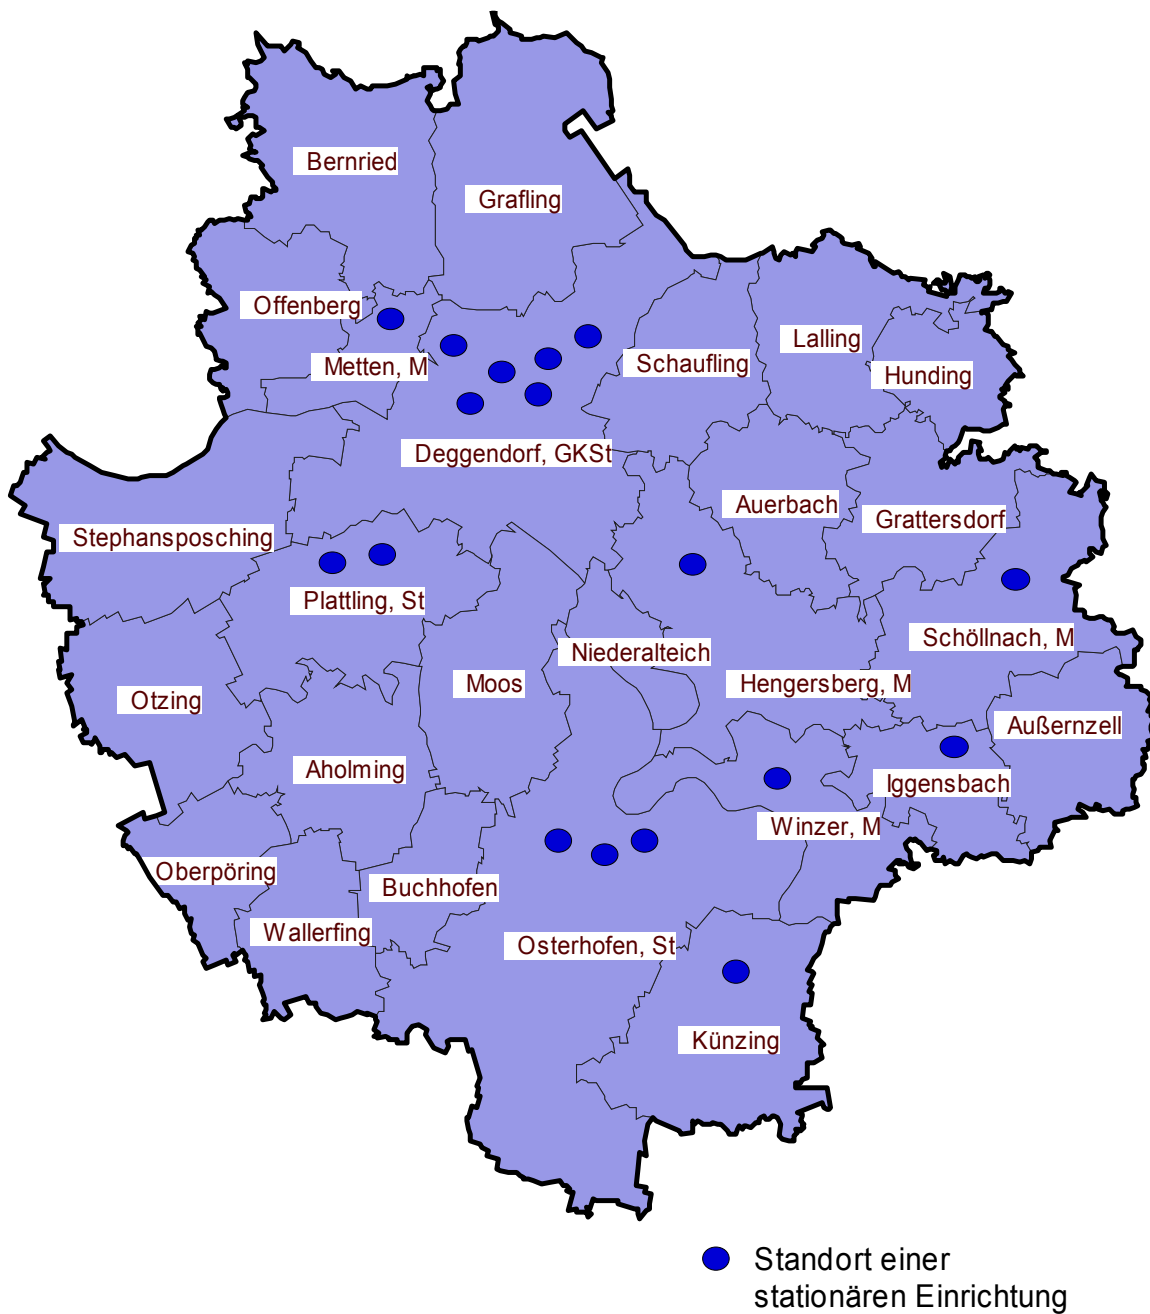 Bernried
Grafling
Offenberg
Lalling
Metten, M
Schaufling
Hunding
Deggendorf, GKSt
Auerbach
Grattersdorf
Stephansposching
Plattling, St
Schöllnach, M
Niederalteich
Moos
Hengersberg, M
Otzing
Außernzell
Aholming
Iggensbach
Winzer, M
Oberpöring
Buchhofen
Wallerfing
Osterhofen, St
Künzing
Standort einer
stationären Einrichtung